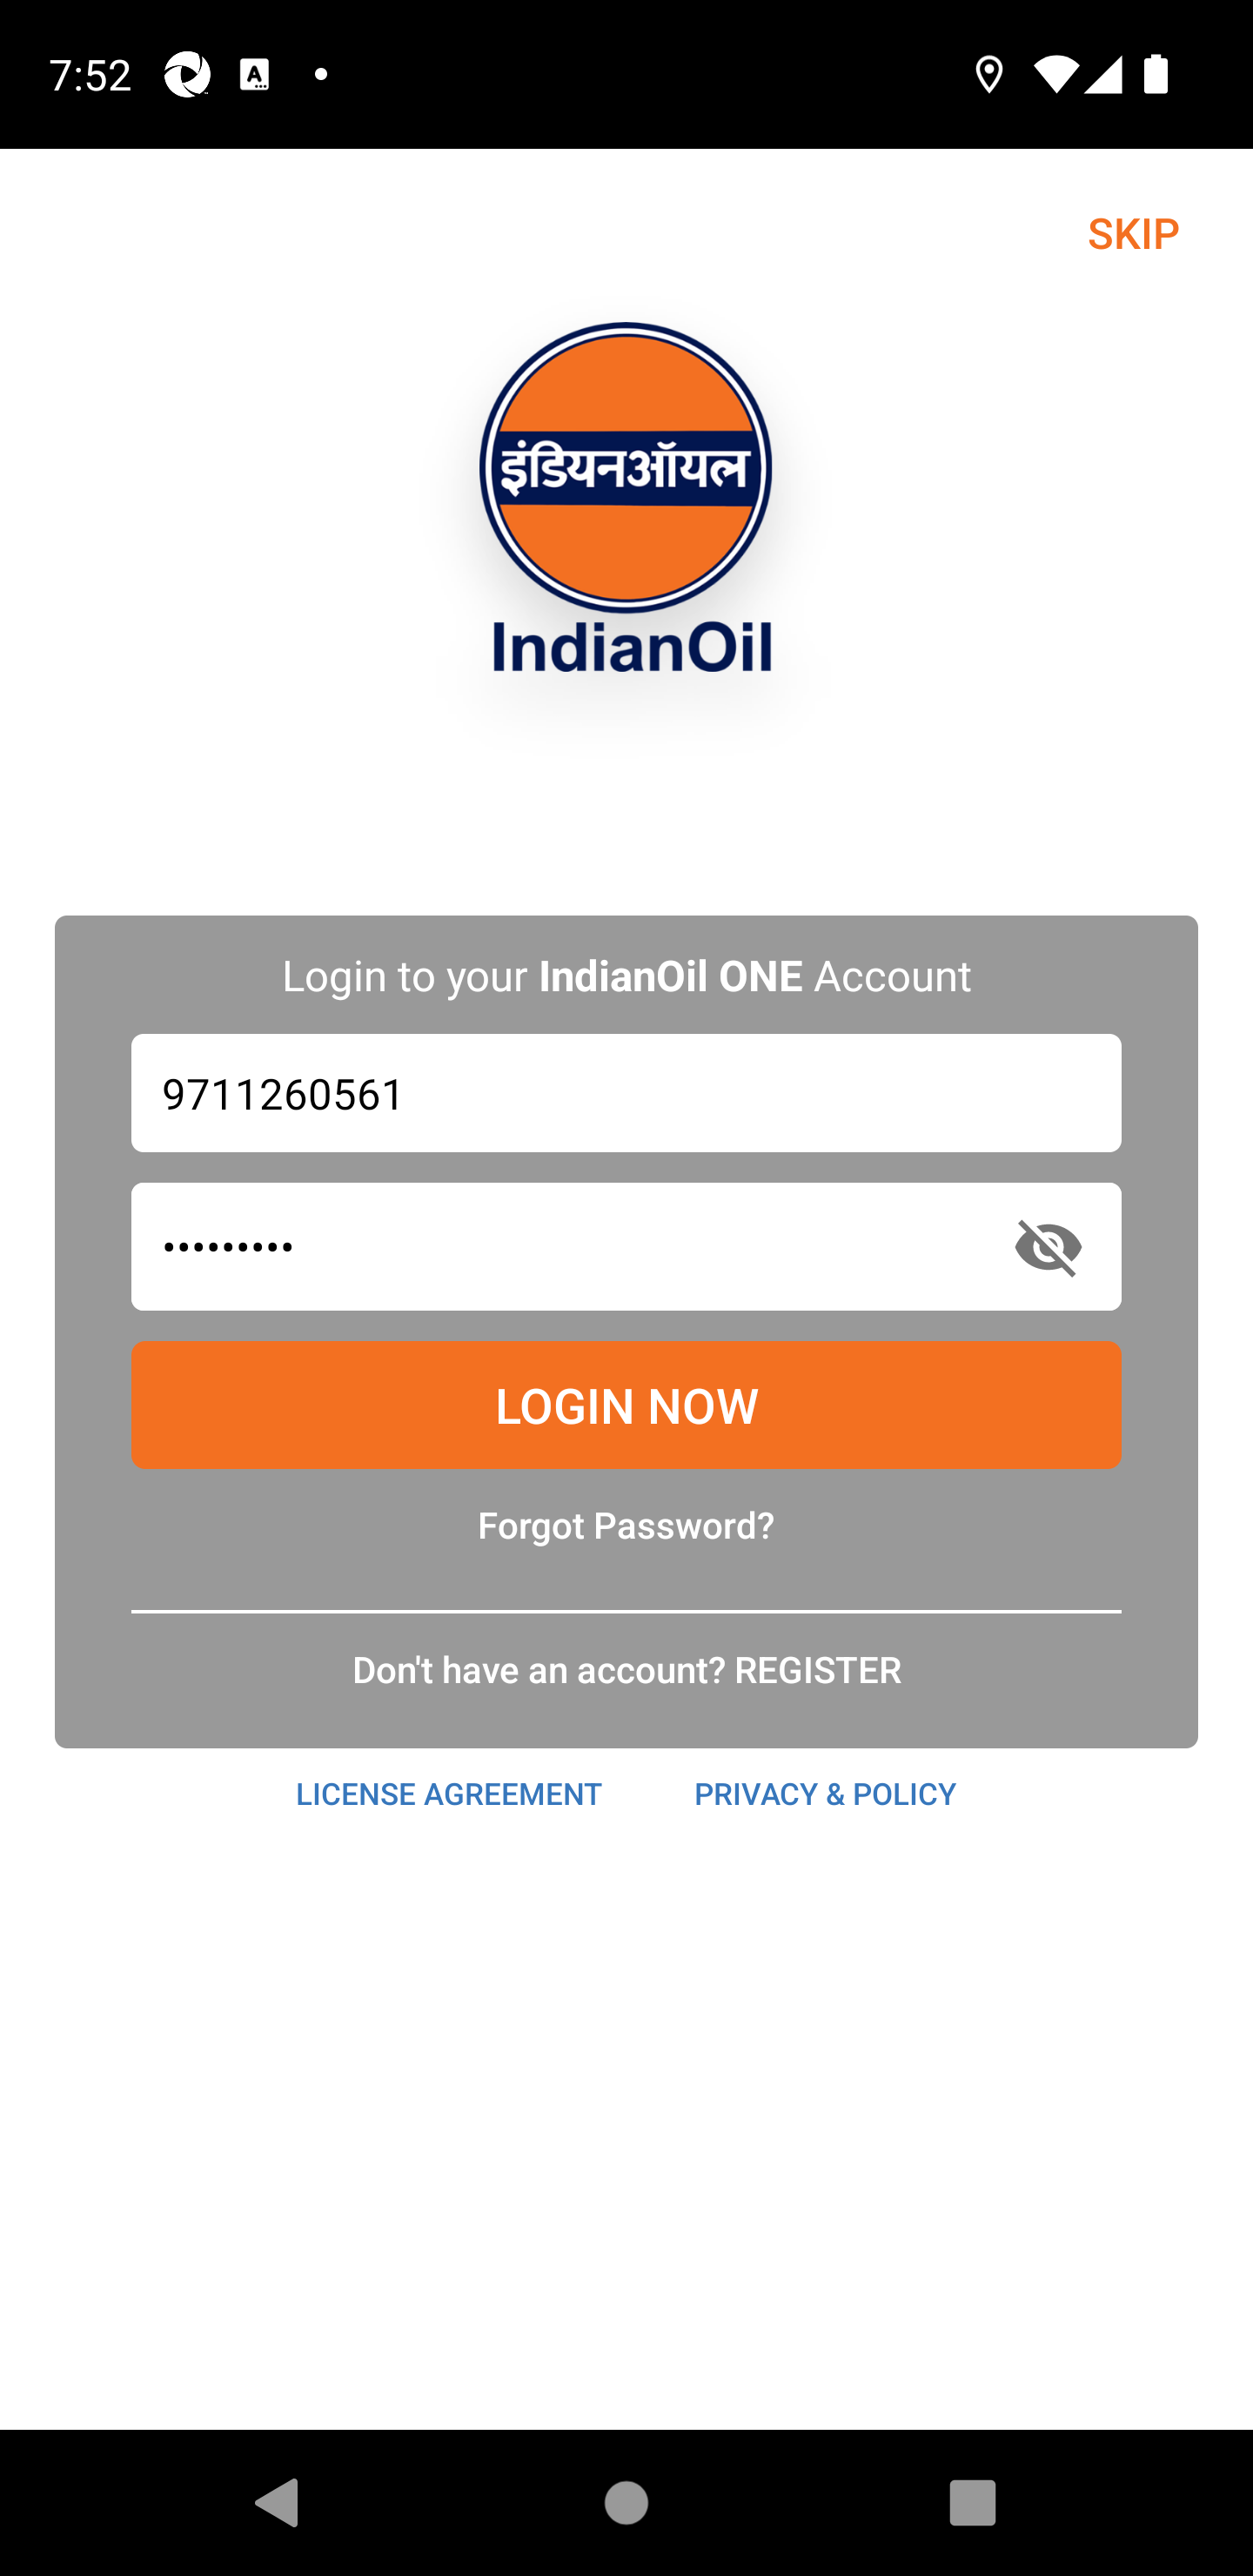 7:52
SKIP
इंडियनऑयल
IndianOil
Login to your IndianOil ONE Account
9711260561
•••••••••
LOGIN NOW
Forgot Password?
Don't have an account? REGISTER
LICENSE AGREEMENT PRIVACY & POLICY